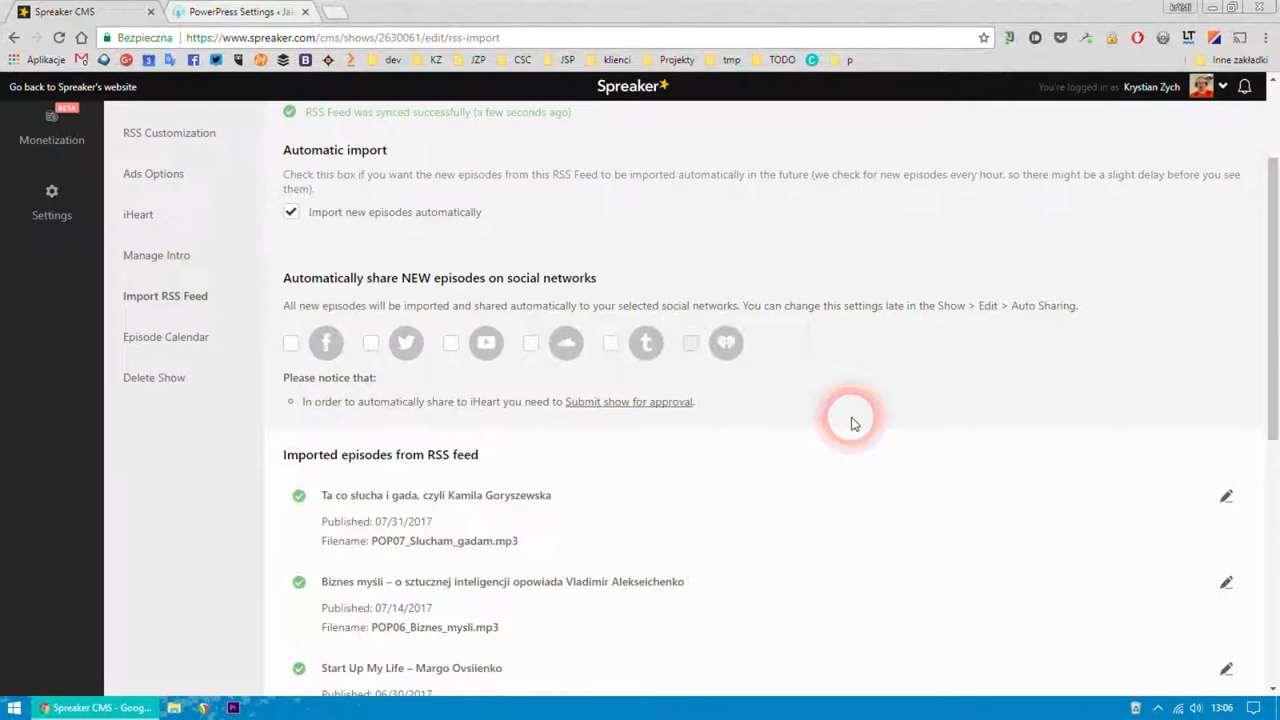 Spreaker CMS
PowerPress Settings ‹ Ja
Bezpieczna
https://www.spreaker.com/cms/shows/2630061/edit/rss-import
Aplikacje
dev
KZ
JZP
CSC
JSP
klienci
Projekty
tmp
TODO
p
Inne zakładki
Go back to Spreaker's website
Spreaker
You're logged in as Krystian Zych
BETA
Monetization
Settings
RSS Customization
Ads Options
iHeart
Manage Intro
Import RSS Feed
Episode Calendar
Delete Show
RSS Feed was synced successfully (a few seconds ago)
Automatic import
Check this box if you want the new episodes from this RSS Feed to be imported automatically in the future (we check for new episodes every hour, so there might be a slight delay before you see
them).
Import new episodes automatically
Automatically share NEW episodes on social networks
All new episodes will be imported and shared automatically to your selected social networks. You can change this settings late in the Show > Edit > Auto Sharing.
Please notice that:
In order to automatically share to iHeart you need to Submit show for approval.
Imported episodes from RSS feed
Ta co słucha i gada, czyli Kamila Goryszewska
Published: 07/31/2017
Filename: POP07_Slucham_gadam.mp3
Biznes myśli – o sztucznej inteligencji opowiada Vladimir Alekseichenko
Published: 07/14/2017
Filename: POP06_Biznes_mysli.mp3
Start Up My Life – Margo Ovsiienko
Published: 06/30/2017
Spreaker CMS - Goog...
13:06